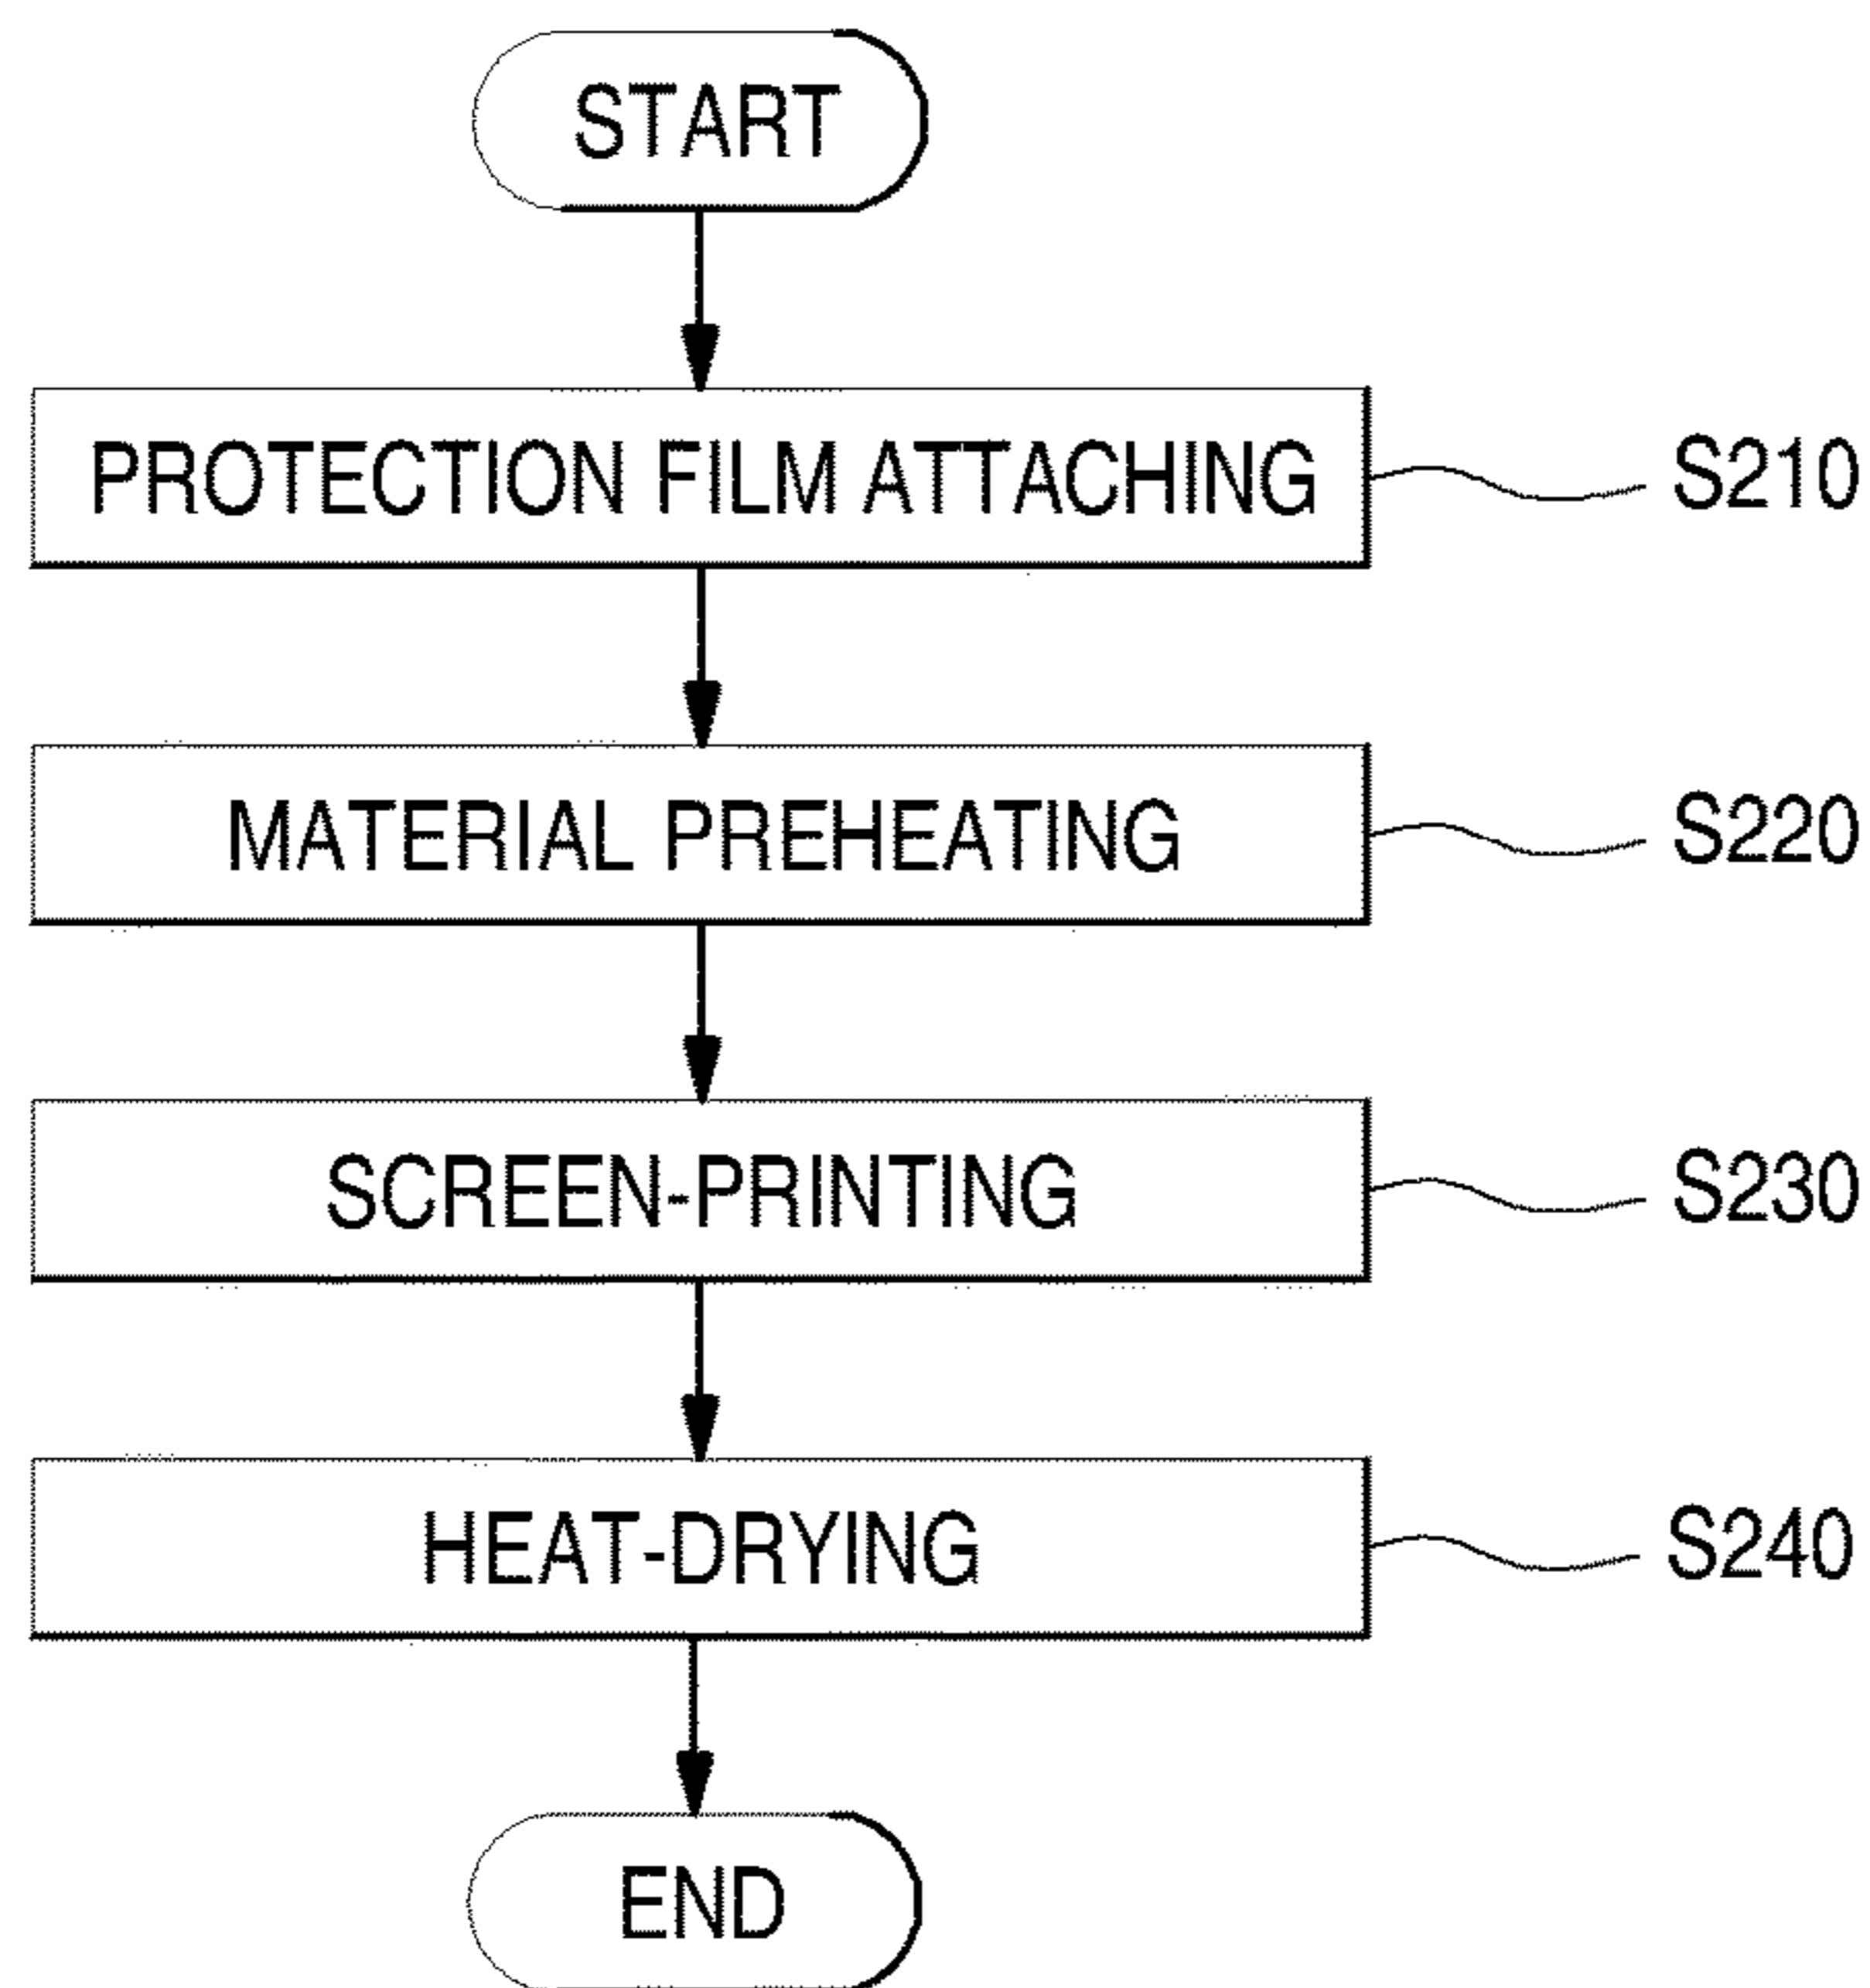 START
PROTECTION FILM ATTACHING S210
MATERIAL PREHEATING S220
SCREEN-PRINTING S230
HEAT-DRYING S240
END